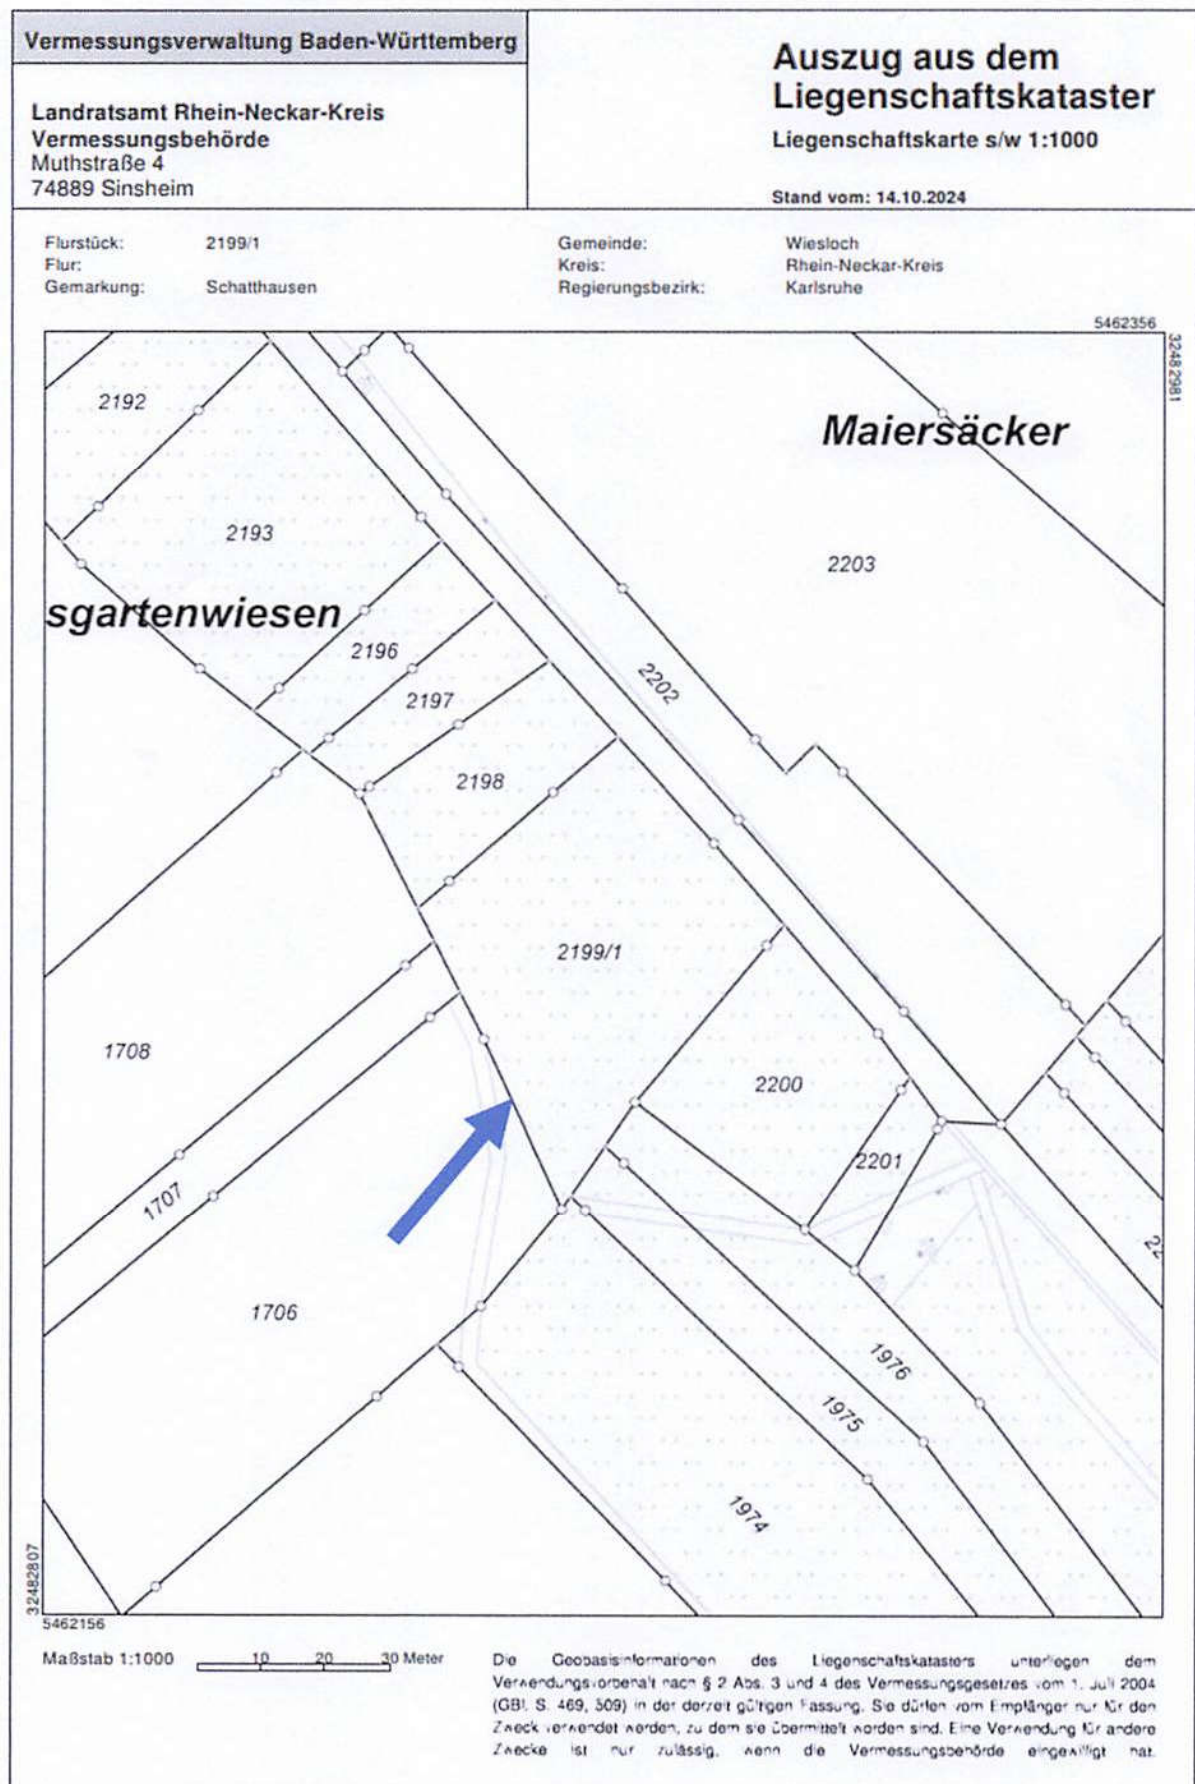 Vermessungsverwaltung Baden-Württemberg
Landratsamt Rhein-Neckar-Kreis
Vermessungsbehörde
Muthstraße 4
74889 Sinsheim
Auszug aus dem
Liegenschaftskataster
Liegenschaftskarte s/w 1:1000
Stand vom: 14.10.2024
Flurstück: 2199/1
Flur:
Gemarkung: Schatthausen
Gemeinde: Wiesloch
Kreis: Rhein-Neckar-Kreis
Regierungsbezirk: Karlsruhe
5462356
32482981
2192
Maiersäcker
2193
2203
sgartenwiesen
2196
2202
2197
2198
2199/1
1708
2200
2201
1707
1706
1976
1975
1974
32482807
5462156
Maßstab 1:1000 10 20 30 Meter
Die Geobasisinformationen des Liegenschaftskatasters unterliegen dem
Verwendungsvorbehalt nach § 2 Abs. 3 und 4 des Vermessungsgesetzes vom 1. Juli 2004
(GBl. S. 469, 509) in der derzeit gültigen Fassung. Sie dürfen vom Empfänger nur für den
Zweck verwendet werden, zu dem sie übermittelt worden sind. Eine Verwendung für andere
Zwecke ist nur zulässig, wenn die Vermessungsbehörde eingewilligt hat.